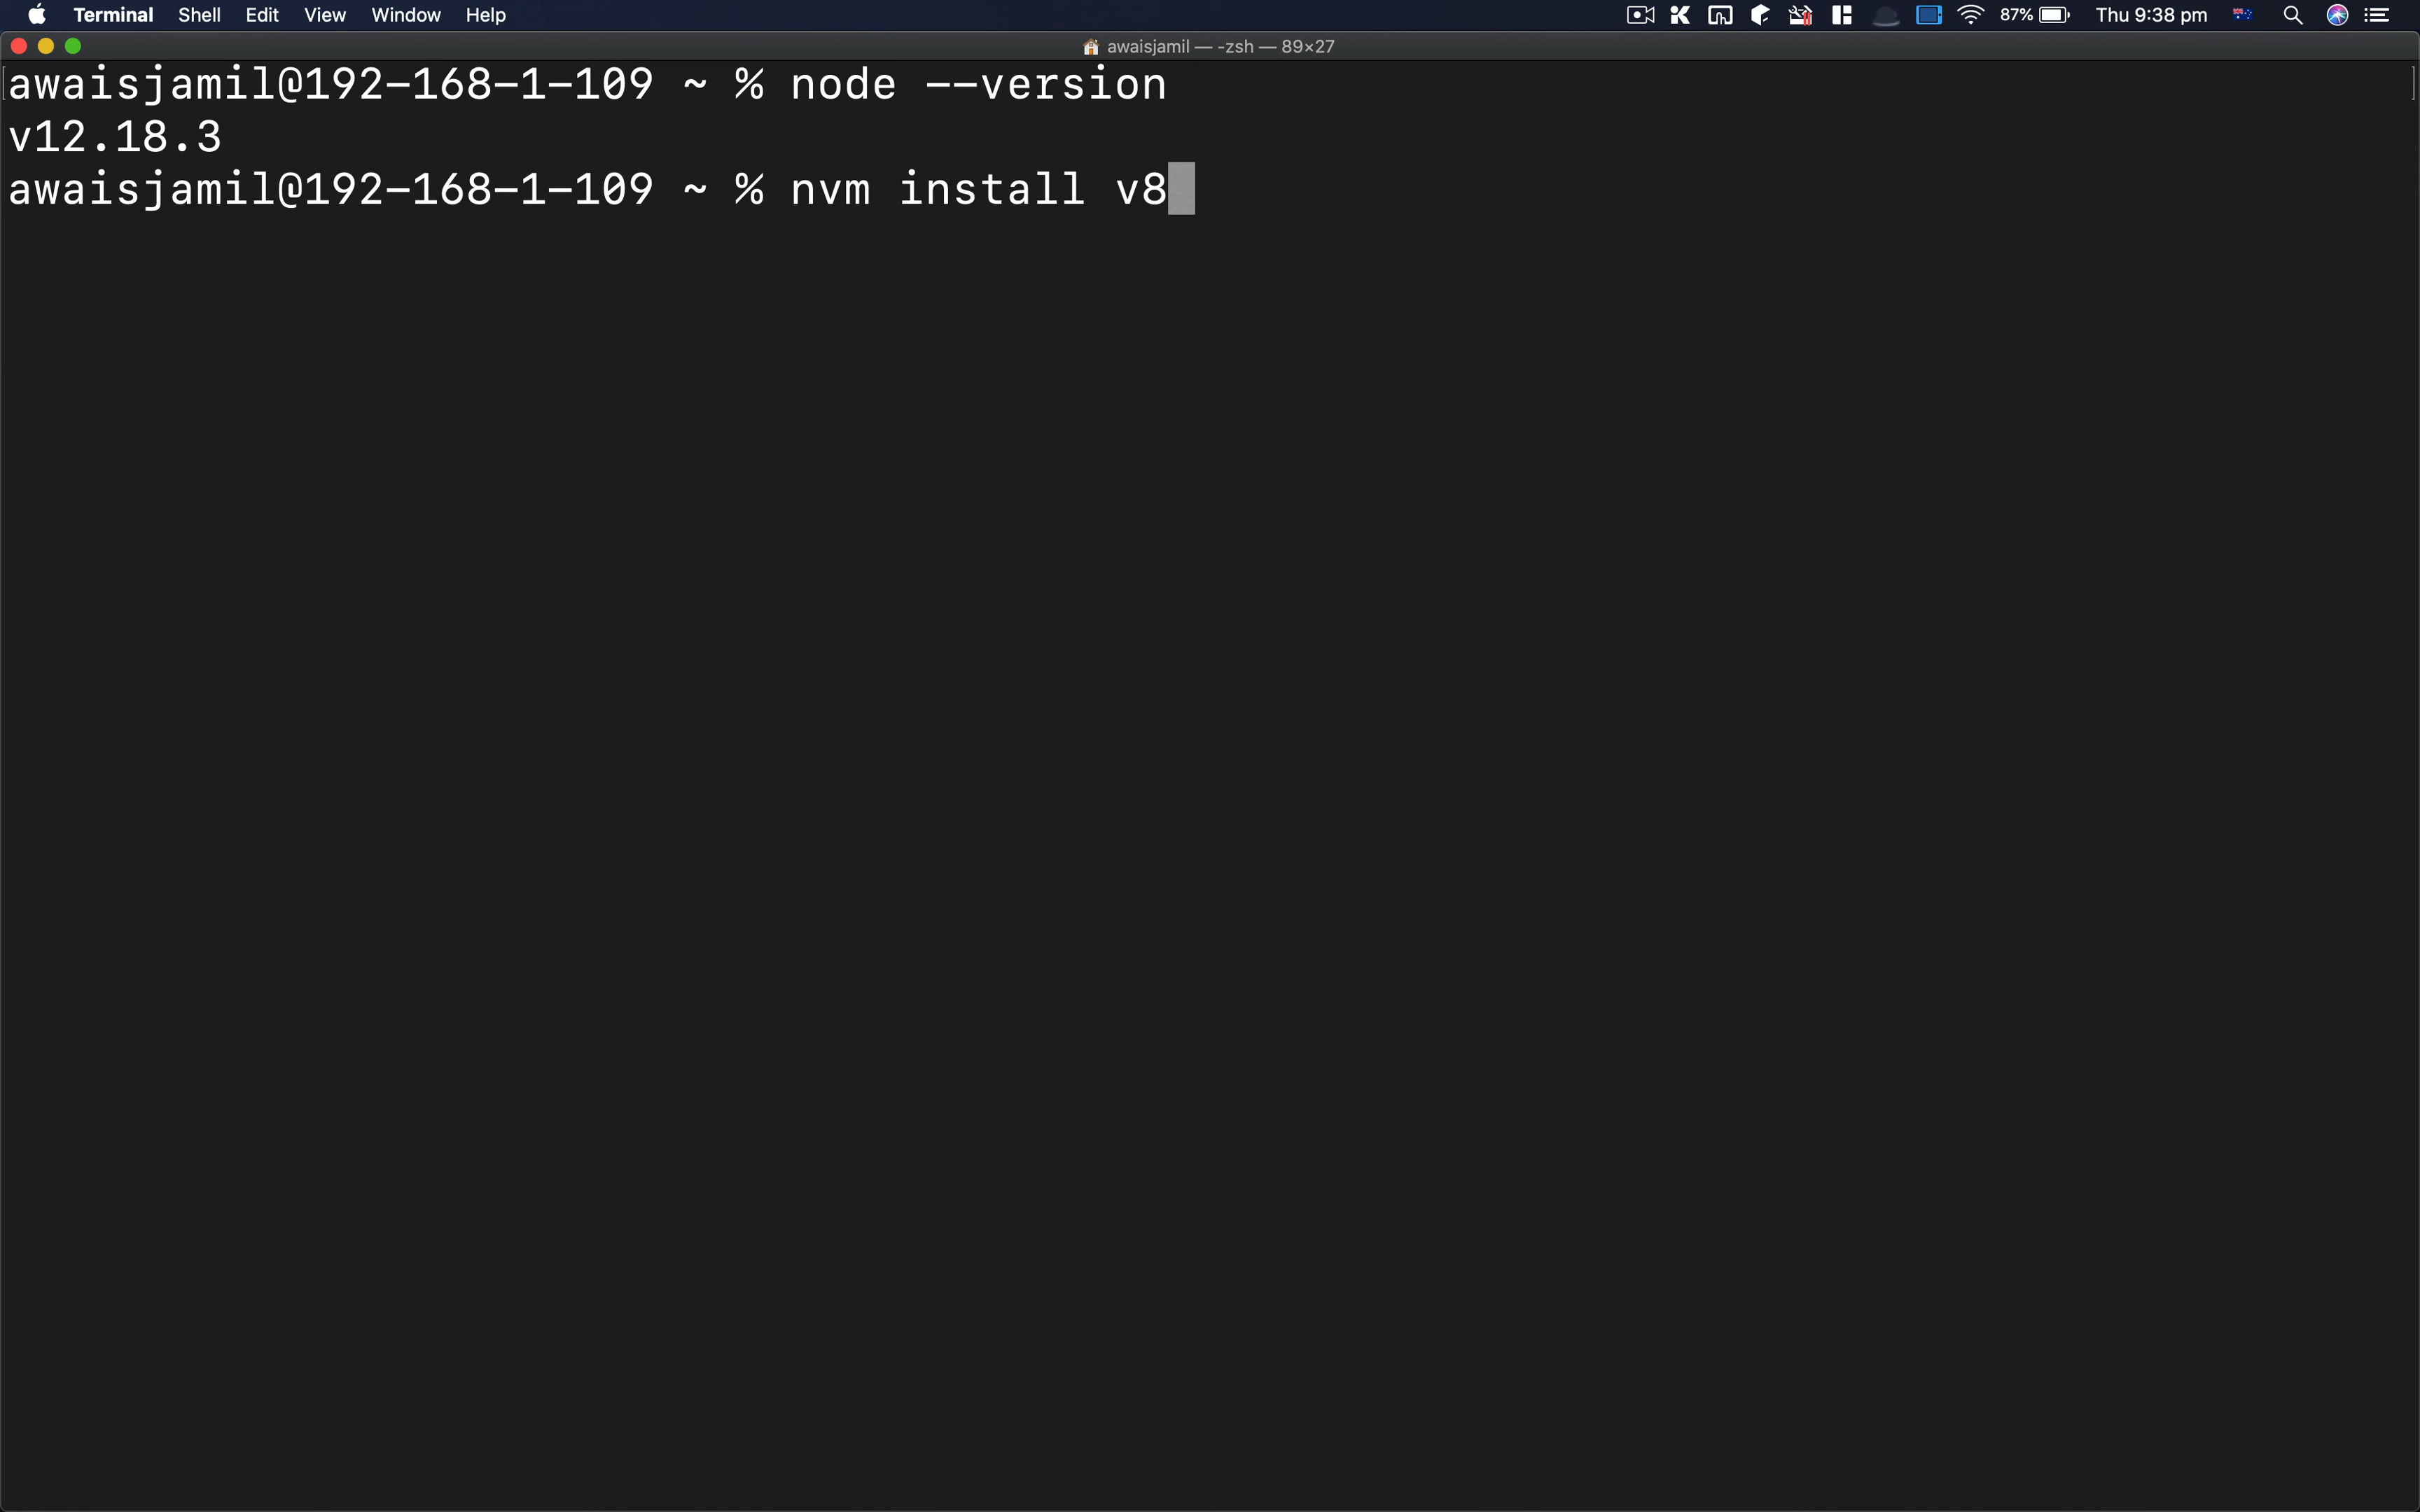 Terminal Shell Edit View Window Help 87% Thu 9:38 pm
awaisjamil — -zsh — 89×27
[awaisjamil@192-168-1-109 ~ % node --version ]
v12.18.3
awaisjamil@192-168-1-109 ~ % nvm install v8